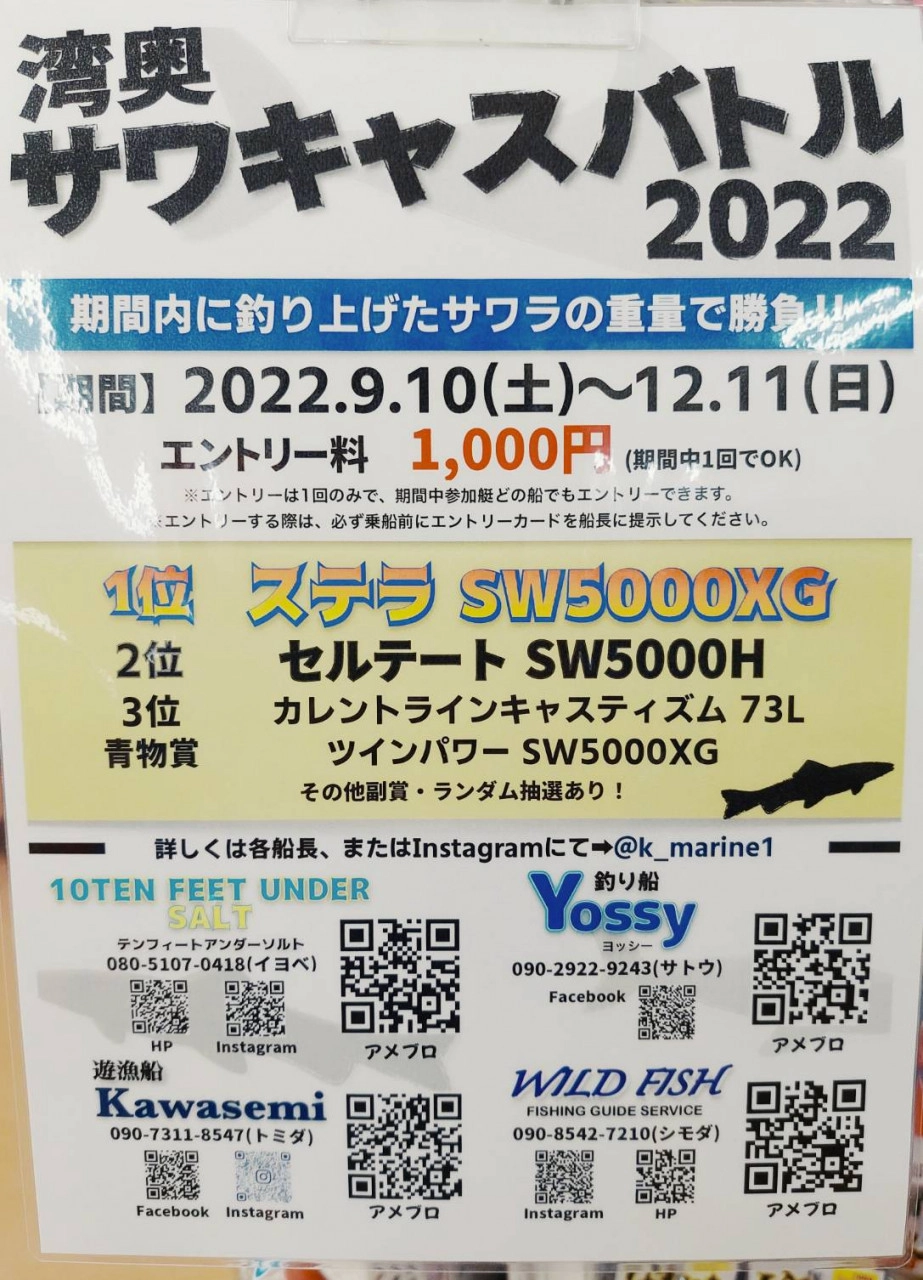 湾奥
サワキャスバトル
2022
期間内に釣り上げたサワラの重量で勝負!!
【期間】2022.9.10(土)～12.11(日)
エントリー料 1,000円 (期間中1回でOK)
※エントリーは1回のみで、期間中参加艇どの船でもエントリーできます。
※エントリーする際は、必ず乗船前にエントリーカードを船長に提示してください。
1位 ステラ SW5000XG
2位 セルテート SW5000H
3位 カレントラインキャスティズム 73L
青物賞 ツインパワー SW5000XG
その他副賞・ランダム抽選あり！
詳しくは各船長、またはInstagramにて➡@k_marine1
10TEN FEET UNDER
SALT
テンフィートアンダーソルト
080-5107-0418(イヨベ)
HP Instagram アメブロ
釣り船
Yossy
ヨッシー
090-2922-9243(サトウ)
Facebook アメブロ
遊漁船
Kawasemi
090-7311-8547(トミダ)
Facebook Instagram アメブロ
WILD FISH
FISHING GUIDE SERVICE
090-8542-7210(シモダ)
Instagram HP アメブロ